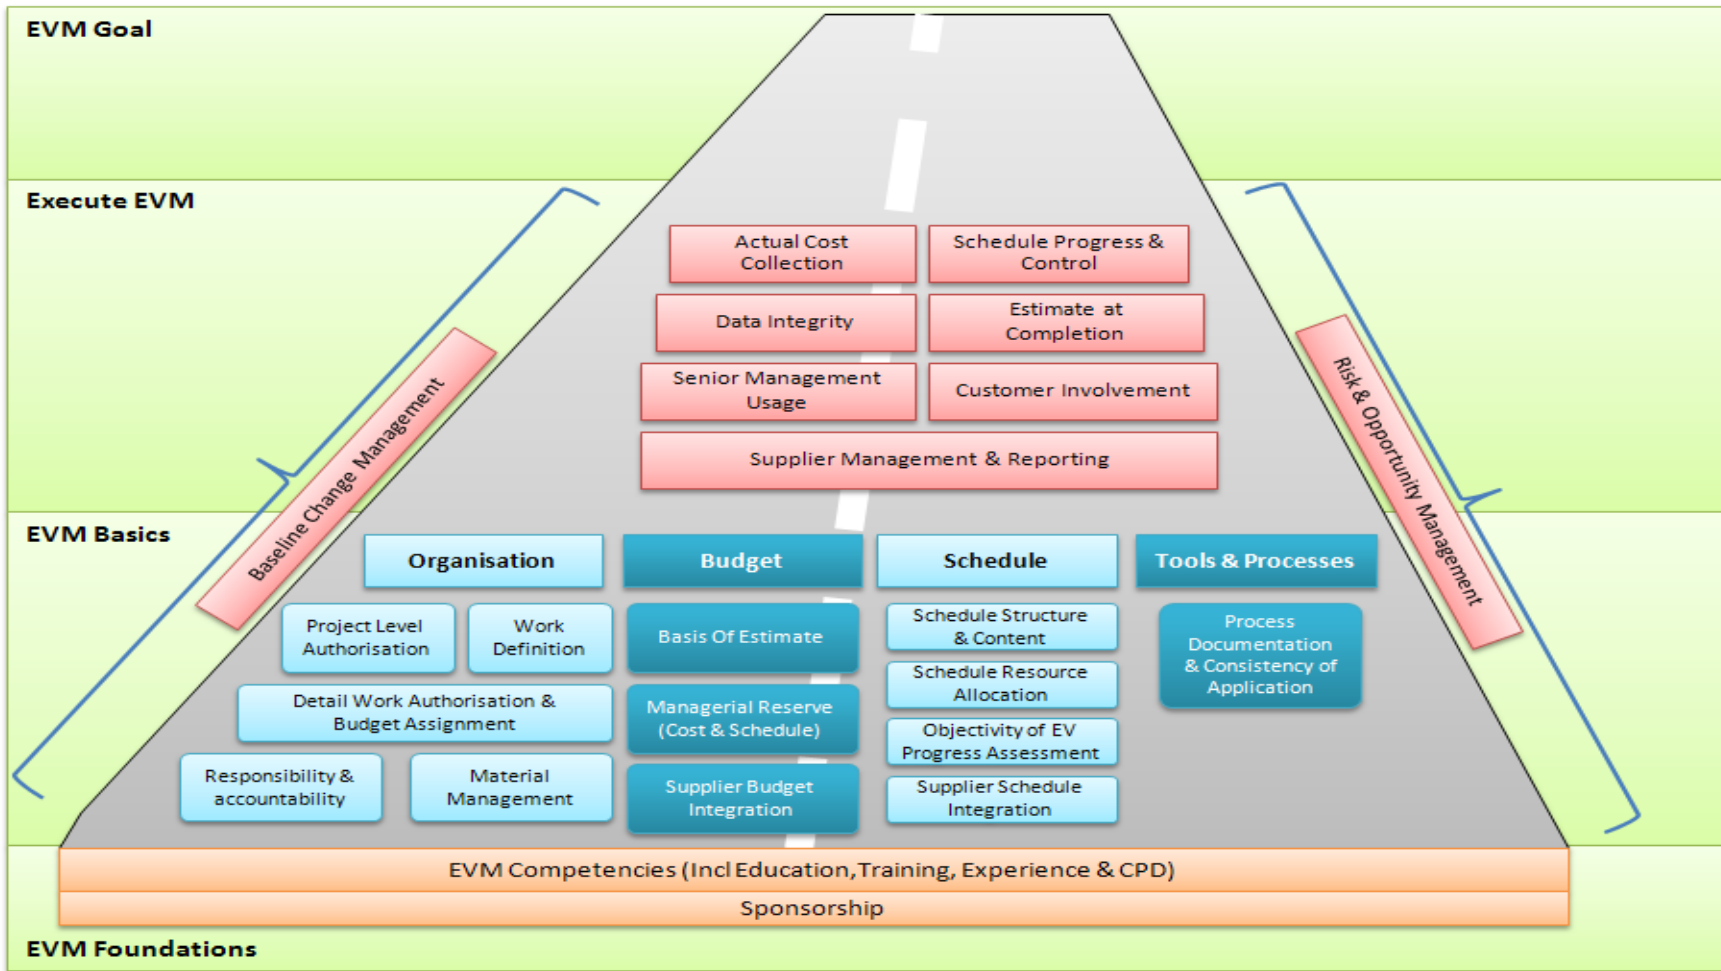 EVM Goal
Execute EVM
Actual Cost
Collection
Schedule Progress &
Control
Data Integrity
Estimate at
Completion
Senior Management
Usage
Customer Involvement
Supplier Management & Reporting
Baseline Change Management
Risk & Opportunity Management
EVM Basics
Organisation
Budget
Schedule
Tools & Processes
Project Level
Authorisation
Work
Definition
Detail Work Authorisation &
Budget Assignment
Responsibility &
accountability
Material
Management
Basis Of Estimate
Managerial Reserve
(Cost & Schedule)
Supplier Budget
Integration
Schedule Structure
& Content
Schedule Resource
Allocation
Objectivity of EV
Progress Assessment
Supplier Schedule
Integration
Process
Documentation
& Consistency of
Application
EVM Competencies (Incl Education,Training, Experience & CPD)
Sponsorship
EVM Foundations